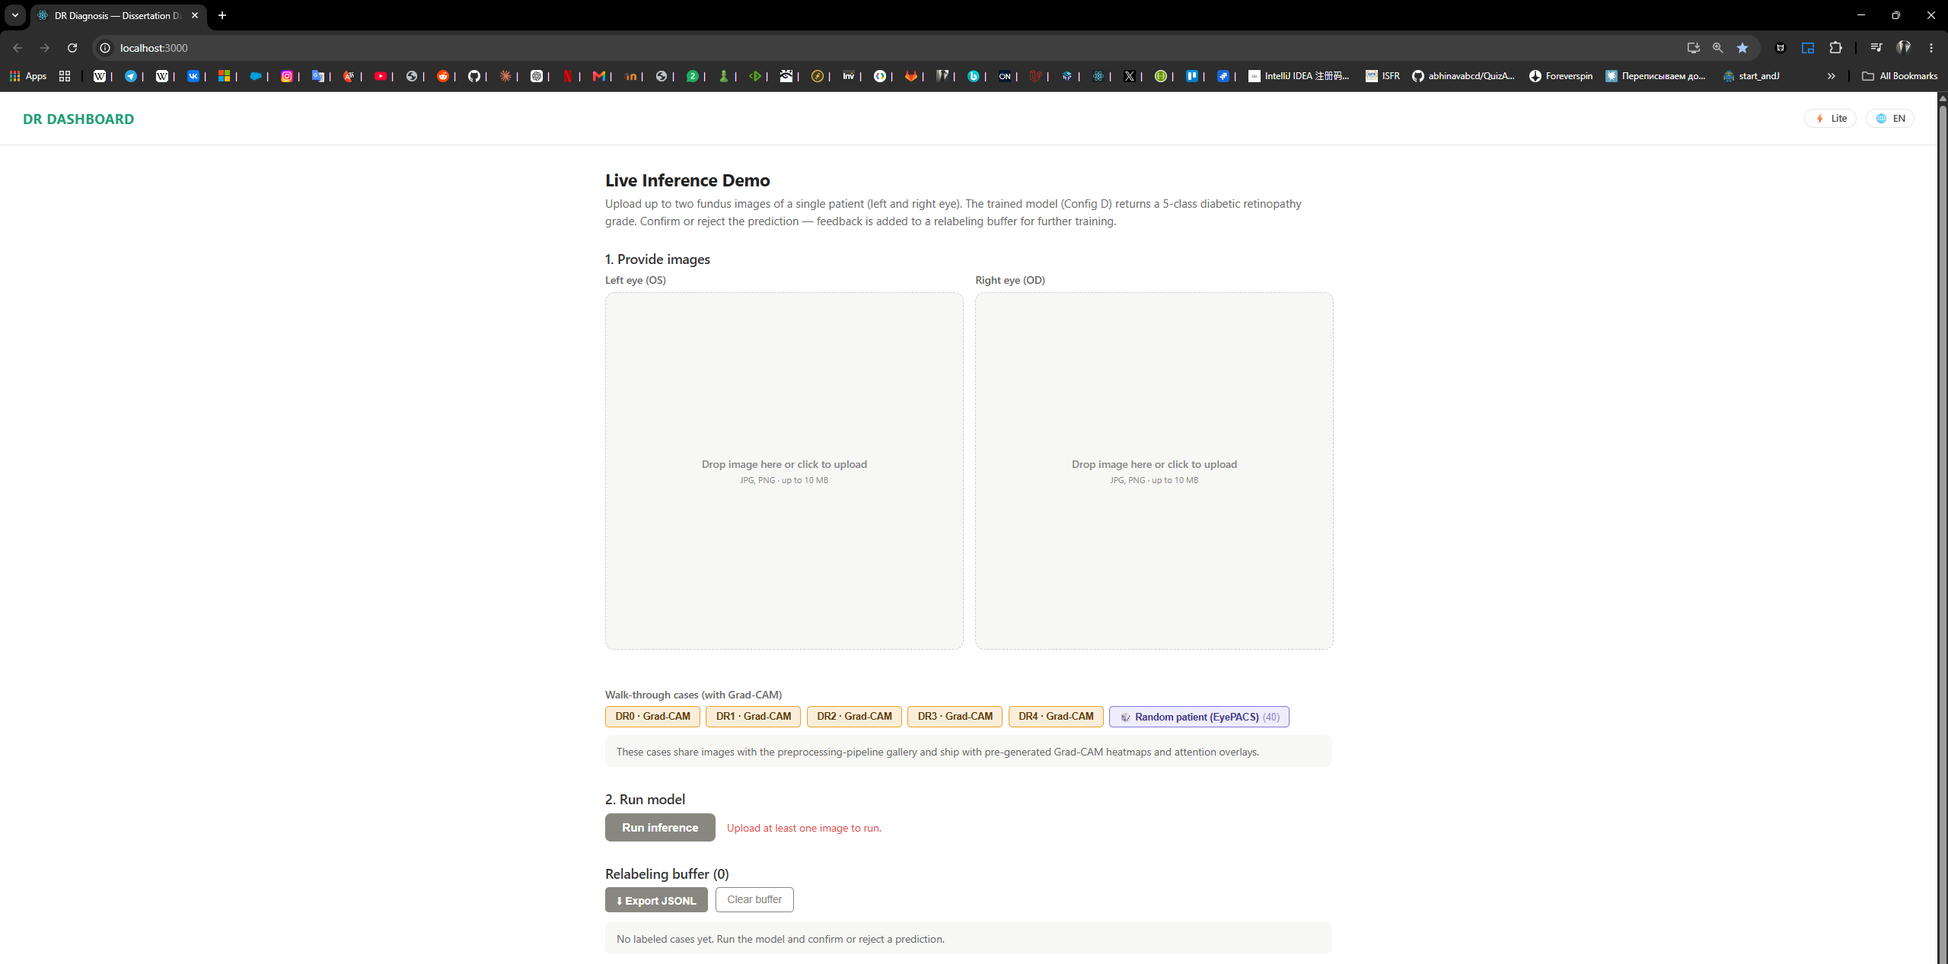 DR Diagnosis — Dissertation D
localhost:3000
Apps
IntelliJ IDEA 注册码...
ISFR
abhinavabcd/QuizA...
Foreverspin
Переписываем до...
start_andJ
All Bookmarks
DR DASHBOARD
Lite
EN
Live Inference Demo
Upload up to two fundus images of a single patient (left and right eye). The trained model (Config D) returns a 5-class diabetic retinopathy
grade. Confirm or reject the prediction — feedback is added to a relabeling buffer for further training.
1. Provide images
Left eye (OS)
Right eye (OD)
Drop image here or click to upload
JPG, PNG · up to 10 MB
Drop image here or click to upload
JPG, PNG · up to 10 MB
Walk-through cases (with Grad-CAM)
DR0 · Grad-CAM
DR1 · Grad-CAM
DR2 · Grad-CAM
DR3 · Grad-CAM
DR4 · Grad-CAM
Random patient (EyePACS) (40)
These cases share images with the preprocessing-pipeline gallery and ship with pre-generated Grad-CAM heatmaps and attention overlays.
2. Run model
Run inference
Upload at least one image to run.
Relabeling buffer (0)
⬇ Export JSONL
Clear buffer
No labeled cases yet. Run the model and confirm or reject a prediction.